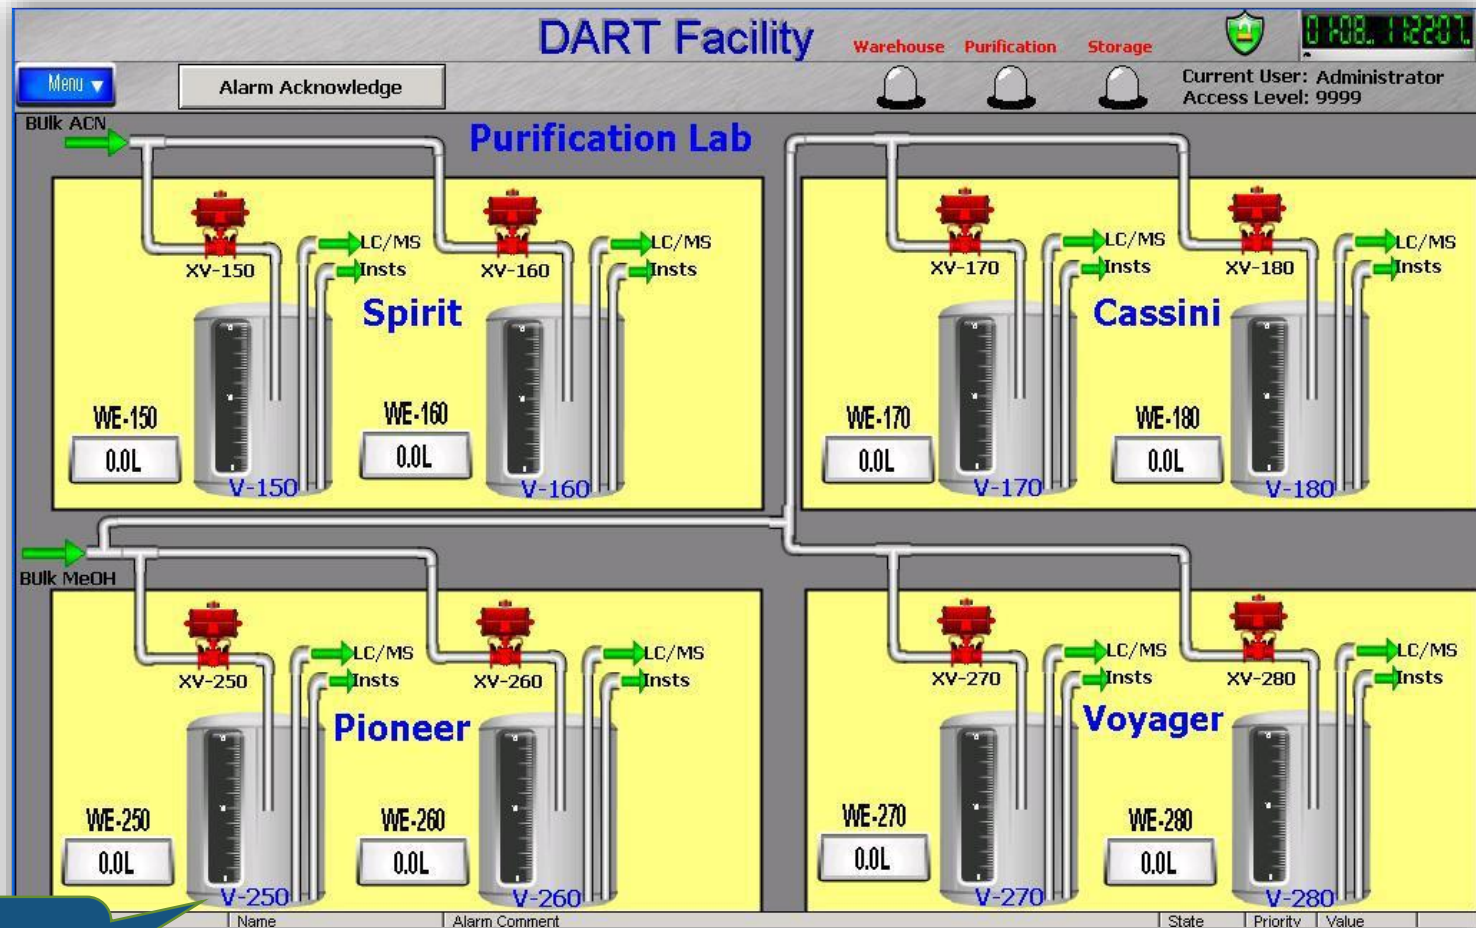 DART Facility
Warehouse Purification Storage
Menu
Alarm Acknowledge
Current User: Administrator
Access Level: 9999
BUlk ACN
Purification Lab
LC/MS LC/MS LC/MS LC/MS
XV-150 Insts XV-160 Insts XV-170 Insts XV-180 Insts
Spirit Cassini
WE-150 WE-160 WE-170 WE-180
0.0L 0.0L 0.0L 0.0L
V-150 V-160 V-170 V-180
BUlk MeOH
LC/MS LC/MS LC/MS LC/MS
XV-250 Insts XV-260 Insts XV-270 Insts XV-280 Insts
Pioneer Voyager
WE-250 WE-260 WE-270 WE-280
0.0L 0.0L 0.0L 0.0L
V-250 V-260 V-270 V-280
Name Alarm Comment State Priority Value